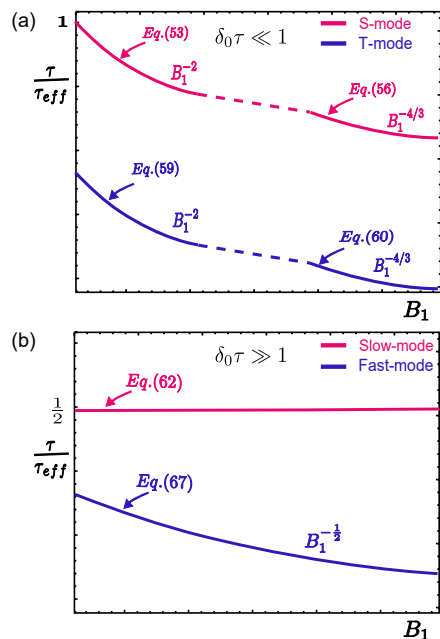 (a)
1
Eq.(53)
δ₀τ ≪ 1
S-mode
T-mode
τ/τ_eff
B₁⁻²
Eq.(56)
B₁^{-4/3}
Eq.(59)
B₁⁻²
Eq.(60)
B₁^{-4/3}
B₁
(b)
δ₀τ ≫ 1
Slow-mode
Fast-mode
Eq.(62)
1/2
τ/τ_eff
Eq.(67)
B₁^{-1/2}
B₁